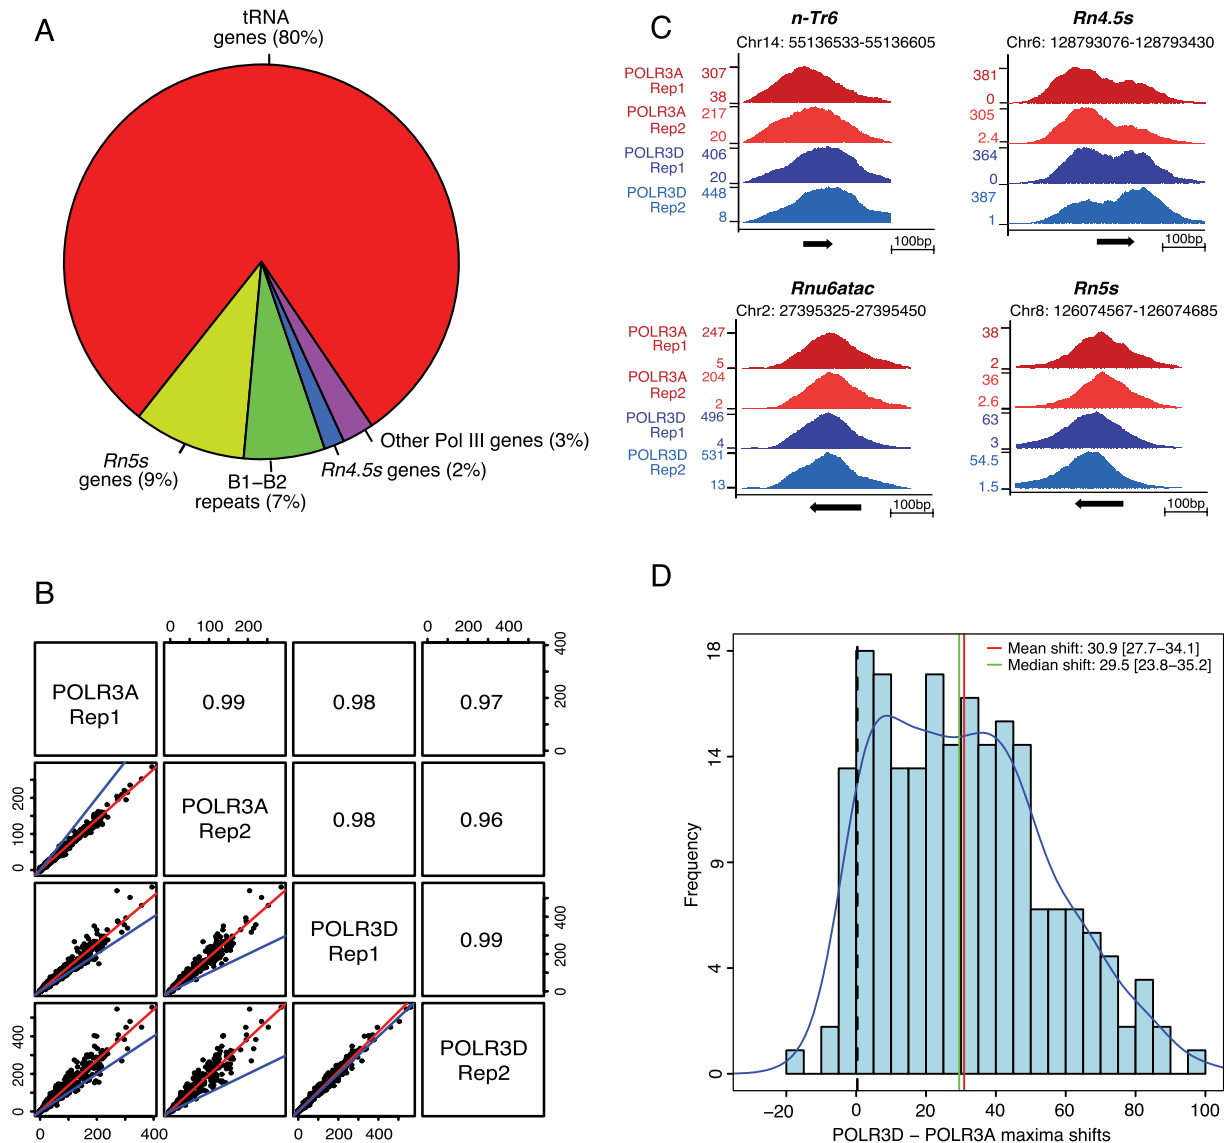 A
tRNA
genes (80%)
Rn5s
genes (9%)
B1–B2
repeats (7%)
Rn4.5s genes (2%)
Other Pol III genes (3%)
C
n-Tr6
Chr14: 55136533-55136605
POLR3A
Rep1
307
38
POLR3A
Rep2
217
20
POLR3D
Rep1
406
20
POLR3D
Rep2
448
8
100bp
Rn4.5s
Chr6: 128793076-128793430
381
0
305
2.4
364
0
387
1
100bp
Rnu6atac
Chr2: 27395325-27395450
POLR3A
Rep1
247
5
POLR3A
Rep2
204
2
POLR3D
Rep1
496
4
POLR3D
Rep2
531
13
100bp
Rn5s
Chr8: 126074567-126074685
38
2
36
2.6
63
3
54.5
1.5
100bp
B
0 100 200
0 200 400
POLR3A
Rep1
0.99
0.98
0.97
0 200 400
0 100 200
POLR3A
Rep2
0.98
0.96
POLR3D
Rep1
0.99
0 200 400
0 200 400
POLR3D
Rep2
0 200 400
0 200 400
D
Mean shift: 30.9 [27.7–34.1]
Median shift: 29.5 [23.8–35.2]
Frequency
18
14
9
4
0
−20 0 20 40 60 80 100
POLR3D – POLR3A maxima shifts